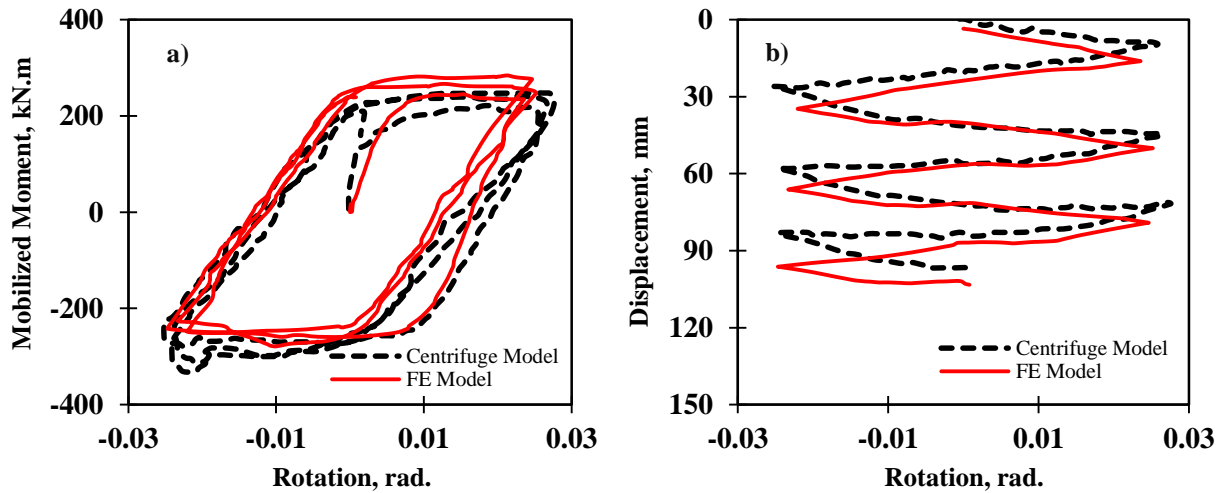 a)
Mobilized Moment, kN.m
400
200
0
-200
-400
-0.03
-0.01
0.01
0.03
Rotation, rad.
Centrifuge Model
FE Model
b)
Displacement, mm
0
30
60
90
120
150
-0.03
-0.01
0.01
0.03
Rotation, rad.
Centrifuge Model
FE Model